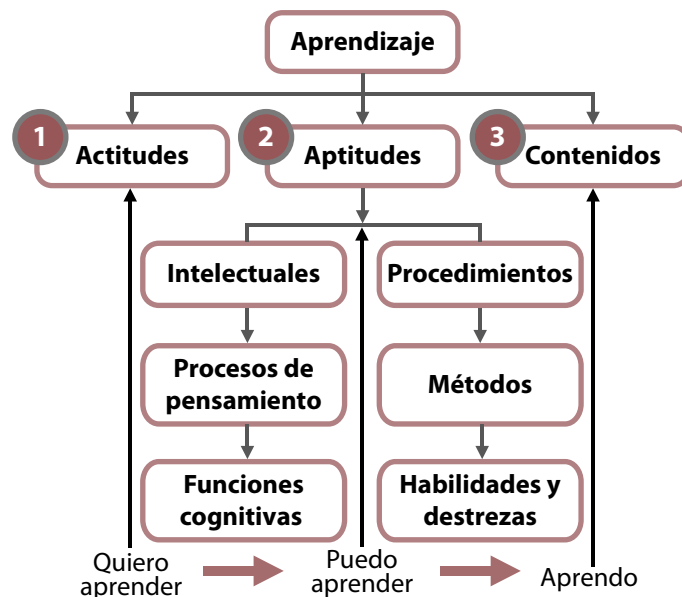 Aprendizaje
1
Actitudes
2
Aptitudes
3
Contenidos
Intelectuales
Procedimientos
Procesos de
pensamiento
Métodos
Funciones
cognitivas
Habilidades y
destrezas
Quiero
aprender
Puedo
aprender
Aprendo